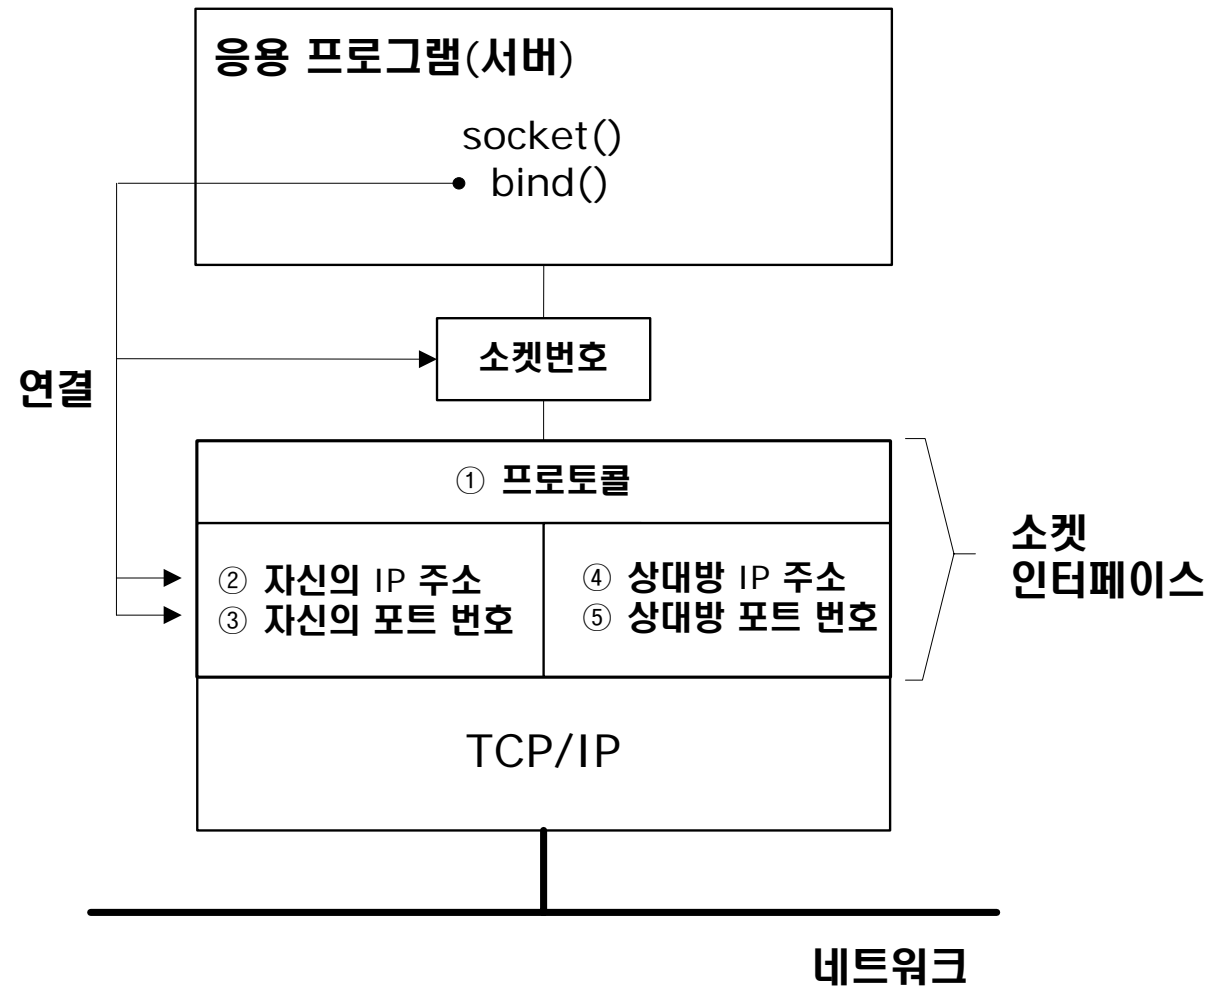 응용 프로그램(서버)
socket()
bind()
소켓번호
연결
① 프로토콜
② 자신의 IP 주소
③ 자신의 포트 번호
④ 상대방 IP 주소
⑤ 상대방 포트 번호
소켓
인터페이스
TCP/IP
네트워크